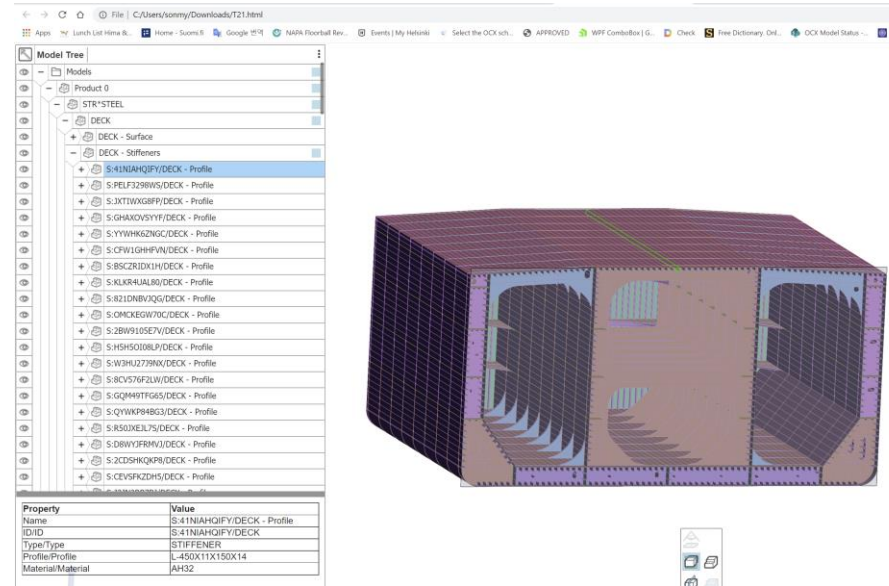 File | C:/Users/sonmy/Downloads/T21.html
Apps Lunch List Hima &... Home - Suomi.fi Google 번역 NAPA Floorball Rev... Events | My Helsinki Select the OCX sch... APPROVED WPF ComboBox | G... Check Free Dictionary. Onl... OCX Model Status -...
Model Tree
Models
Product 0
STR*STEEL
DECK
DECK - Surface
DECK - Stiffeners
S:41NIAHQIFY/DECK - Profile
S:PELF3298WS/DECK - Profile
S:JXTIWXG8FP/DECK - Profile
S:GHAXOVSYYF/DECK - Profile
S:YYWHK6ZNGC/DECK - Profile
S:CFW1GHHFVN/DECK - Profile
S:BSCZRIDX1H/DECK - Profile
S:KLKR4UAL80/DECK - Profile
S:821DNBVJQG/DECK - Profile
S:OMCKEGW70C/DECK - Profile
S:2BW9105E7V/DECK - Profile
S:H5H5OI08LP/DECK - Profile
S:W3HU27J9NX/DECK - Profile
S:8CV576F2LW/DECK - Profile
S:GQM49TFG65/DECK - Profile
S:QYWKP84BG3/DECK - Profile
S:R50JXEJL7S/DECK - Profile
S:D8WYJFRMVJ/DECK - Profile
S:2CDSHKQKP8/DECK - Profile
S:CEVSFKZDH5/DECK - Profile
Property Value
Name S:41NIAHQIFY/DECK - Profile
ID/ID S:41NIAHQIFY/DECK
Type/Type STIFFENER
Profile/Profile L-450X11X150X14
Material/Material AH32